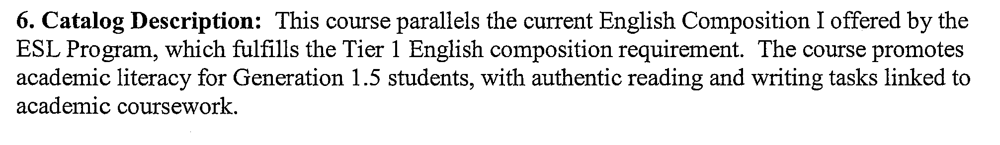 6. Catalog Description: This course parallels the current English Composition I offered by the
ESL Program, which fulfills the Tier 1 English composition requirement. The course promotes
academic literacy for Generation 1.5 students, with authentic reading and writing tasks linked to
academic coursework.